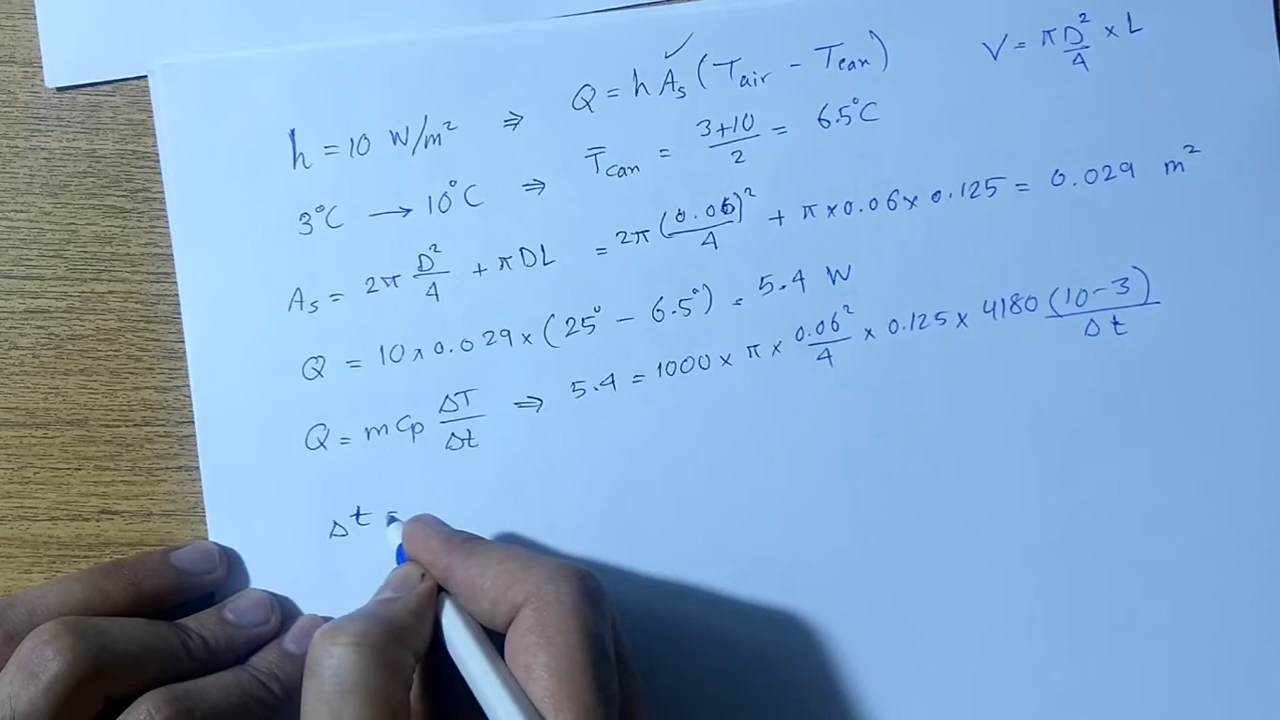 Q = h As (Tair - Tcan)
V = πD²/4 × L
h = 10 W/m² ⇒
3°C → 10°C ⇒ T̄can = (3+10)/2 = 6.5°C
As = 2π D²/4 + πDL = 2π (0.06)²/4 + π×0.06×0.125 = 0.029 m²
Q = 10×0.029×(25° - 6.5°) = 5.4 W
Q = m Cp ΔT/Δt ⇒ 5.4 = 1000 × π × 0.06²/4 × 0.125 × 4180 (10-3)/Δt
Δt =